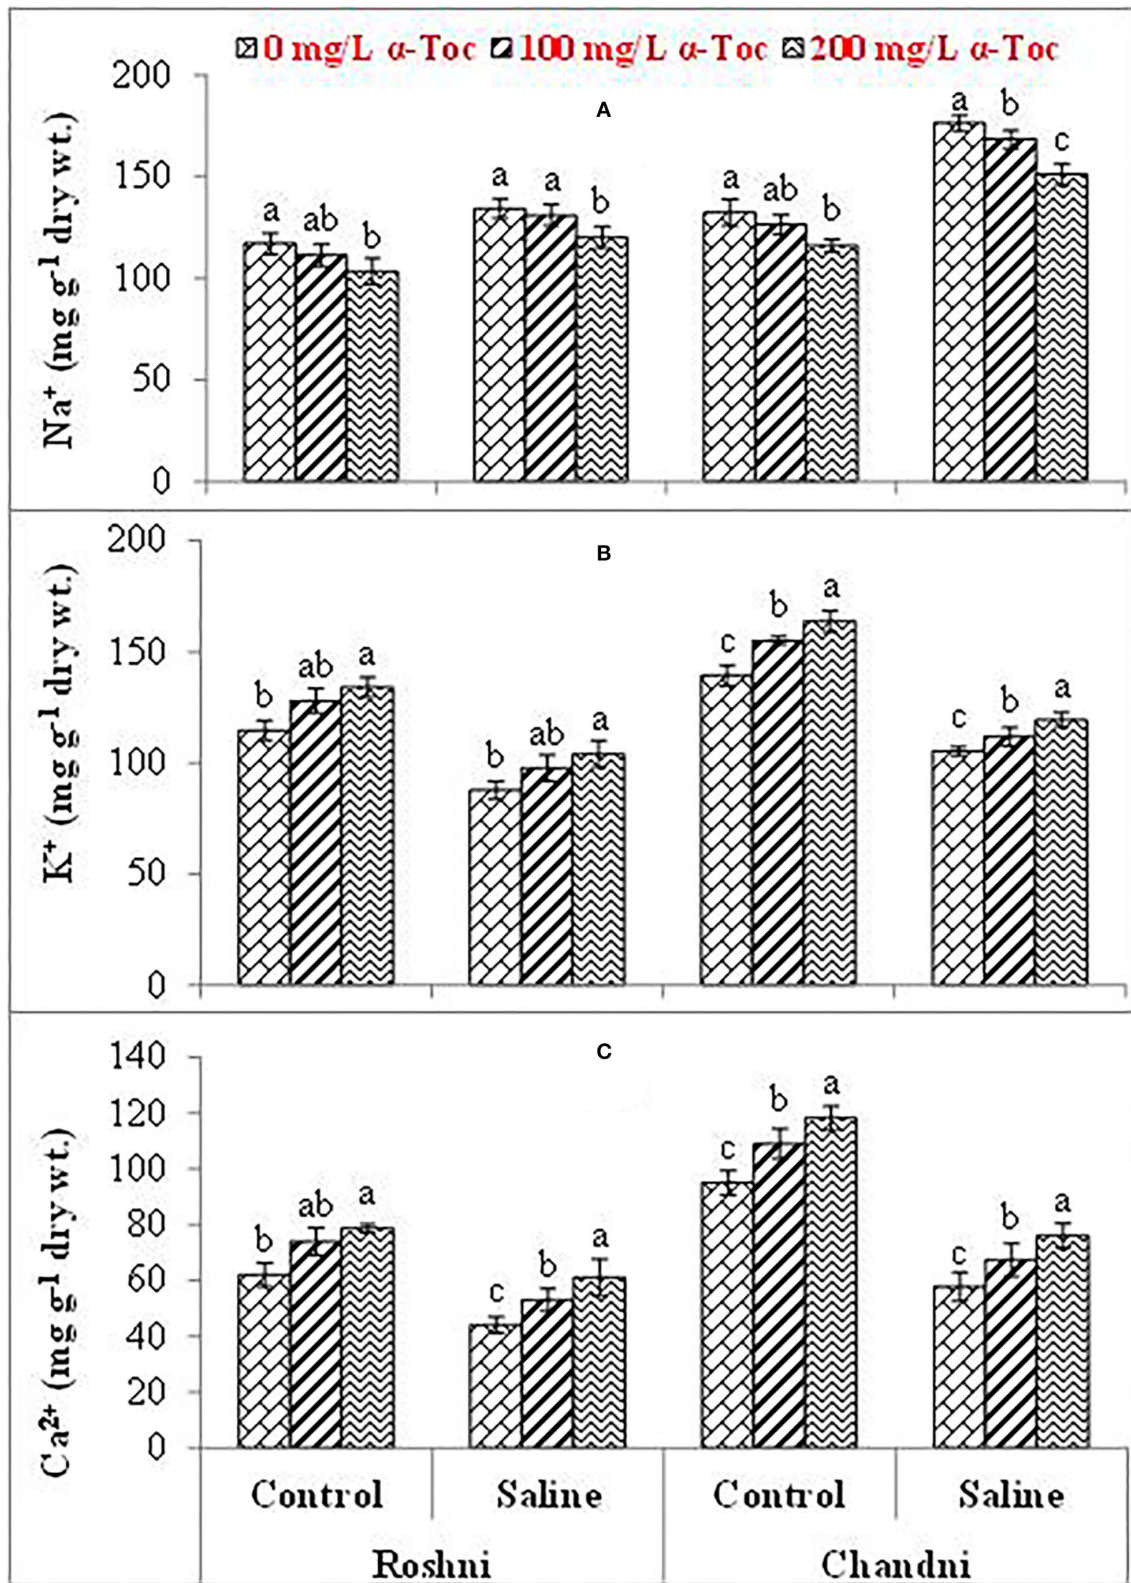 0 mg/L α-Toc 100 mg/L α-Toc 200 mg/L α-Toc
A
Na⁺ (mg g⁻¹ dry wt.)
200
150
100
50
0
a ab b
a a b
a ab b
a b c
B
K⁺ (mg g⁻¹ dry wt.)
200
150
100
50
0
b ab a
b ab a
c b a
c b a
C
Ca²⁺ (mg g⁻¹ dry wt.)
140
120
100
80
60
40
20
0
b ab a
c b a
c b a
c b a
Control Saline Control Saline
Roshni Chandni